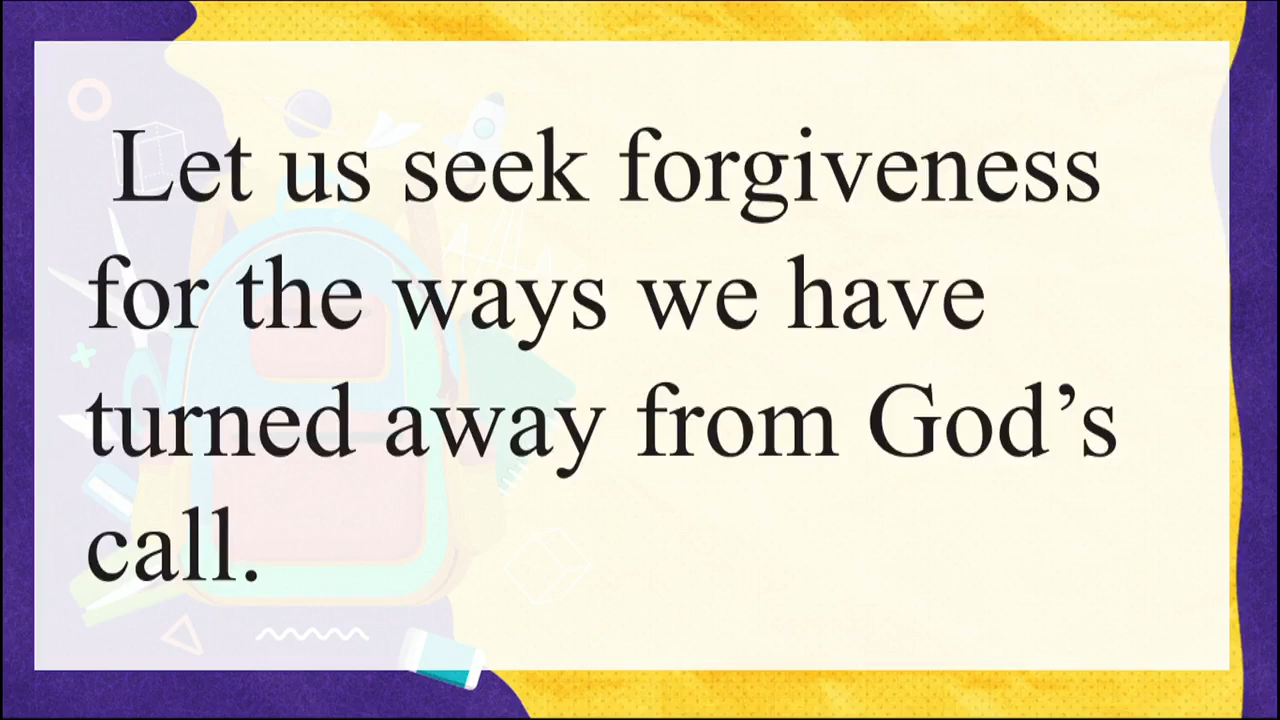 Let us seek forgiveness
for the ways we have
turned away from God’s
call.